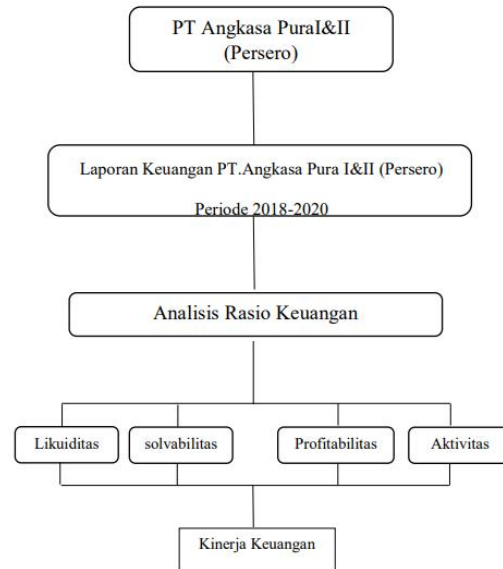 PT Angkasa PuraI&II
(Persero)
Laporan Keuangan PT.Angkasa Pura I&II (Persero)
Periode 2018-2020
Analisis Rasio Keuangan
Likuiditas
solvabilitas
Profitabilitas
Aktivitas
Kinerja Keuangan